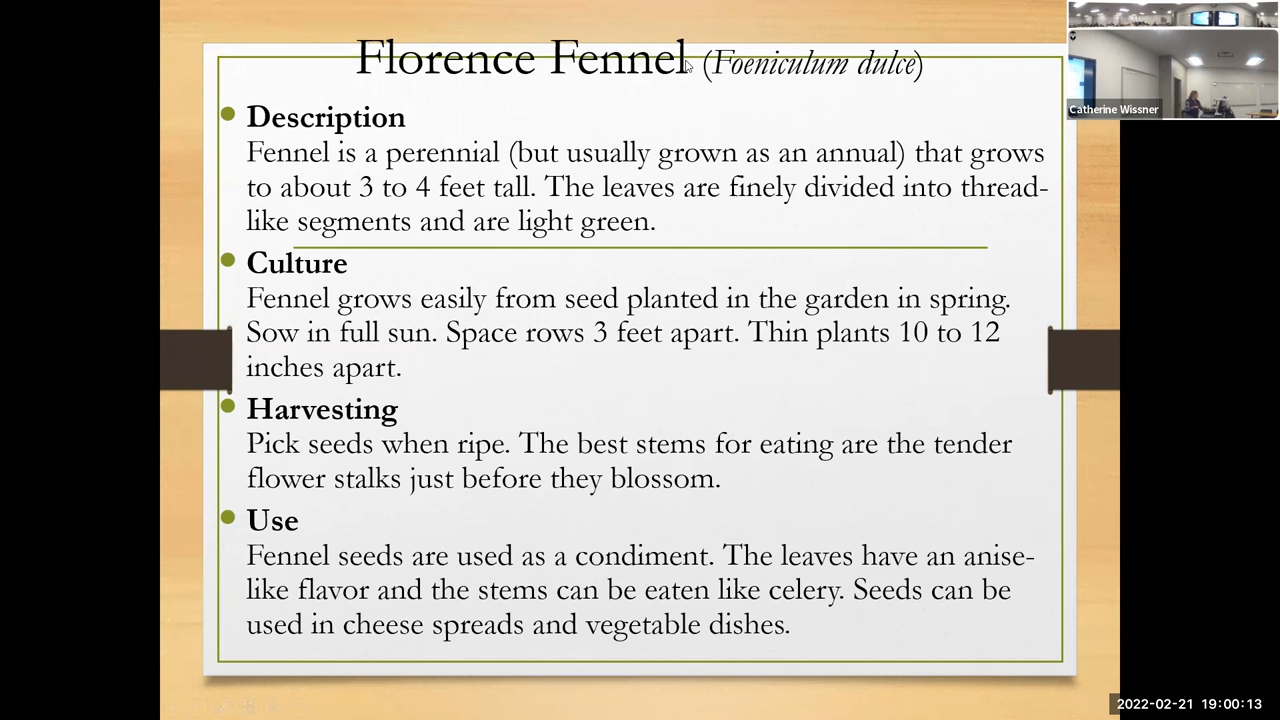 Florence Fennel (Foeniculum dulce)
Description
Fennel is a perennial (but usually grown as an annual) that grows
to about 3 to 4 feet tall. The leaves are finely divided into thread-
like segments and are light green.
Culture
Fennel grows easily from seed planted in the garden in spring.
Sow in full sun. Space rows 3 feet apart. Thin plants 10 to 12
inches apart.
Harvesting
Pick seeds when ripe. The best stems for eating are the tender
flower stalks just before they blossom.
Use
Fennel seeds are used as a condiment. The leaves have an anise-
like flavor and the stems can be eaten like celery. Seeds can be
used in cheese spreads and vegetable dishes.
Catherine Wissner
2022-02-21 19:00:13